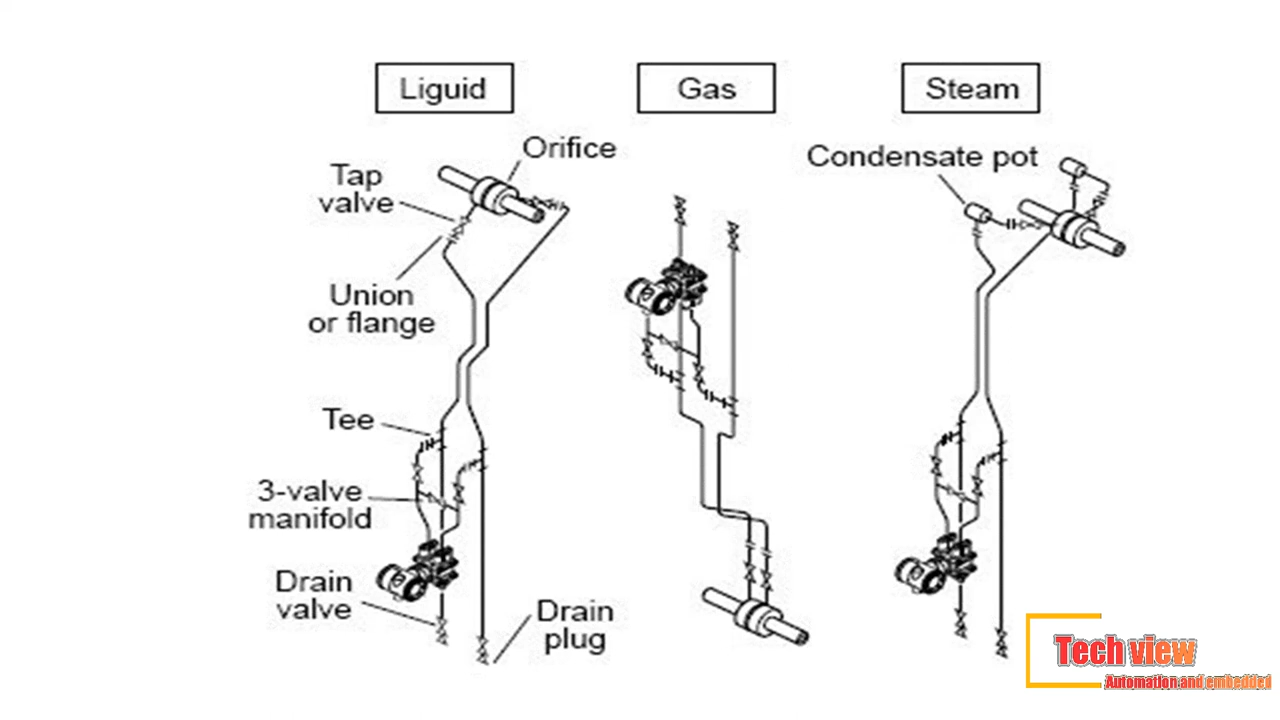 Liguid
Gas
Steam
Orifice
Condensate pot
Tap
valve
Union
or flange
Tee
3-valve
manifold
Drain
valve
Drain
plug
Tech view
Automation and embedded